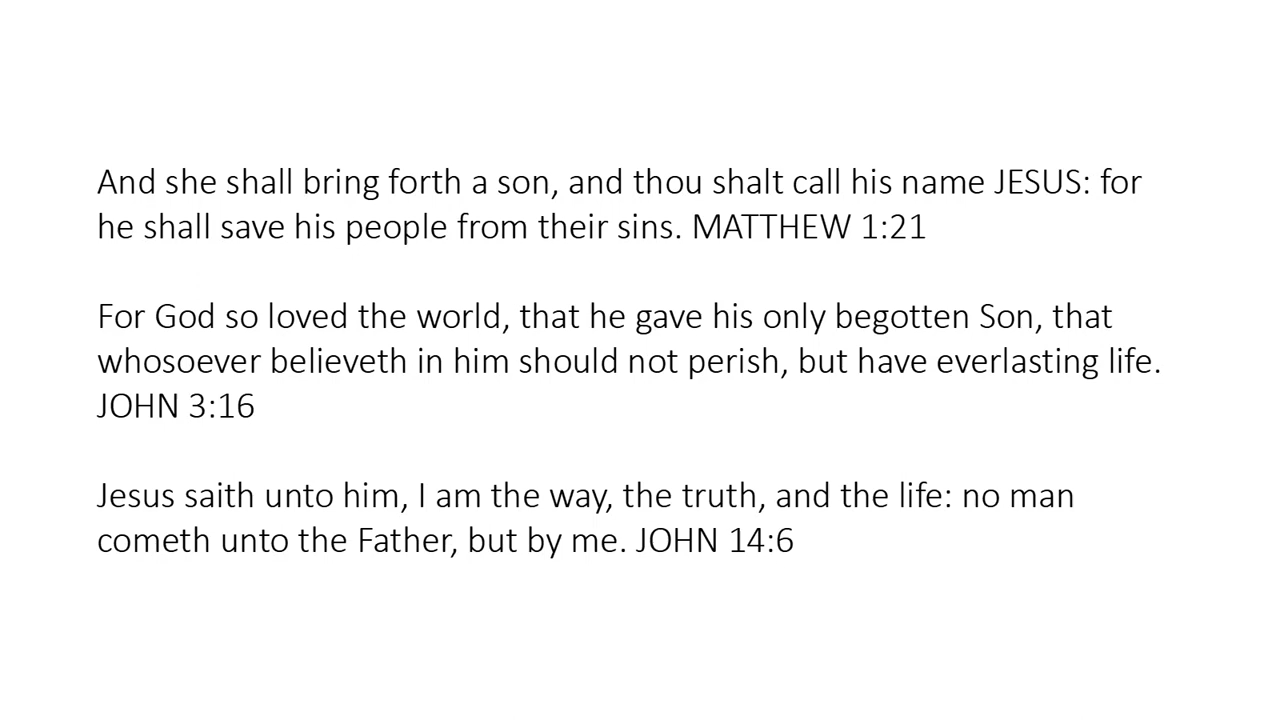 And she shall bring forth a son, and thou shalt call his name JESUS: for
he shall save his people from their sins. MATTHEW 1:21
For God so loved the world, that he gave his only begotten Son, that
whosoever believeth in him should not perish, but have everlasting life.
JOHN 3:16
Jesus saith unto him, I am the way, the truth, and the life: no man
cometh unto the Father, but by me. JOHN 14:6